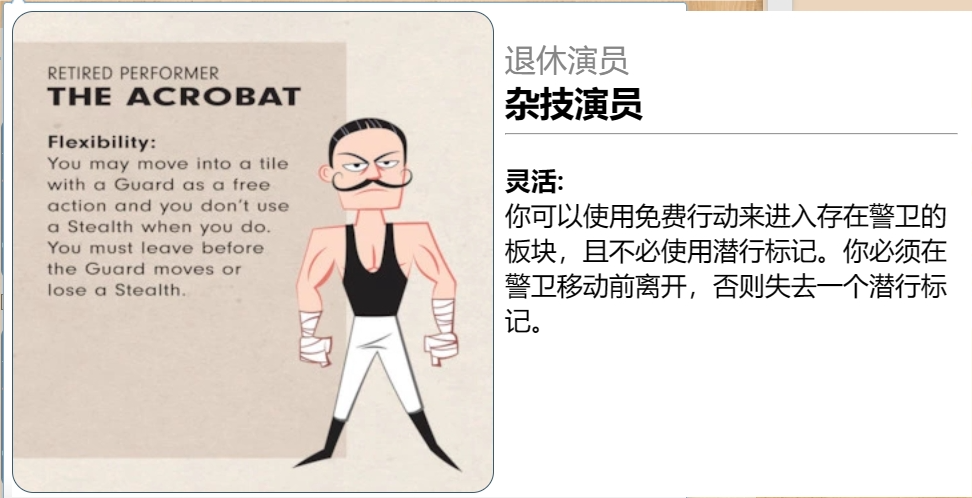 RETIRED PERFORMER
THE ACROBAT
Flexibility:
You may move into a tile
with a Guard as a free
action and you don't use
a Stealth when you do.
You must leave before
the Guard moves or
lose a Stealth.
退休演员
杂技演员
灵活:
你可以使用免费行动来进入存在警卫的
板块，且不必使用潜行标记。你必须在
警卫移动前离开，否则失去一个潜行标
记。